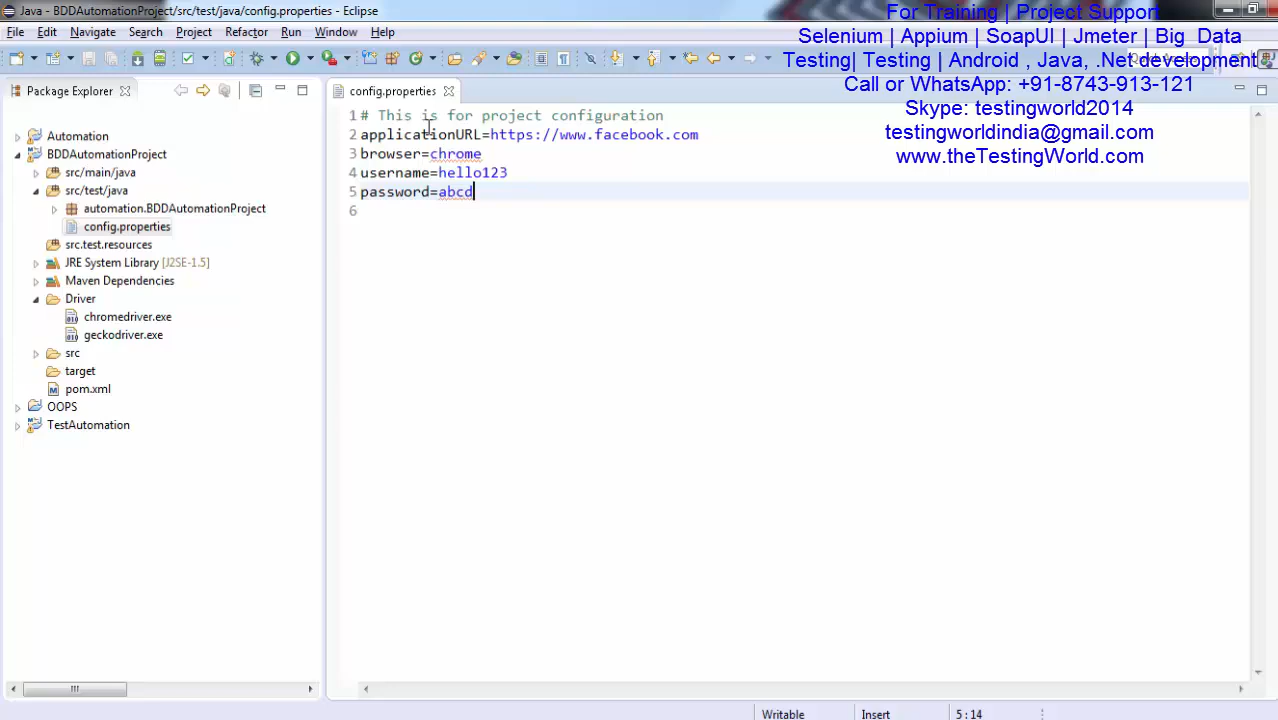 Java - BDDAutomationProject/src/test/java/config.properties - Eclipse
File Edit Navigate Search Project Refactor Run Window Help
For Training | Project Support
Selenium | Appium | SoapUI | Jmeter | Big Data
Testing| Testing | Android , Java, .Net development
Call or WhatsApp: +91-8743-913-121
Skype: testingworld2014
testingworldindia@gmail.com
www.theTestingWorld.com
Package Explorer
Automation
BDDAutomationProject
src/main/java
src/test/java
automation.BDDAutomationProject
config.properties
src.test.resources
JRE System Library [J2SE-1.5]
Maven Dependencies
Driver
chromedriver.exe
geckodriver.exe
src
target
pom.xml
OOPS
TestAutomation
config.properties
1 # This is for project configuration
2 applicationURL=https://www.facebook.com
3 browser=chrome
4 username=hello123
5 password=abcd
6
Writable Insert 5 : 14